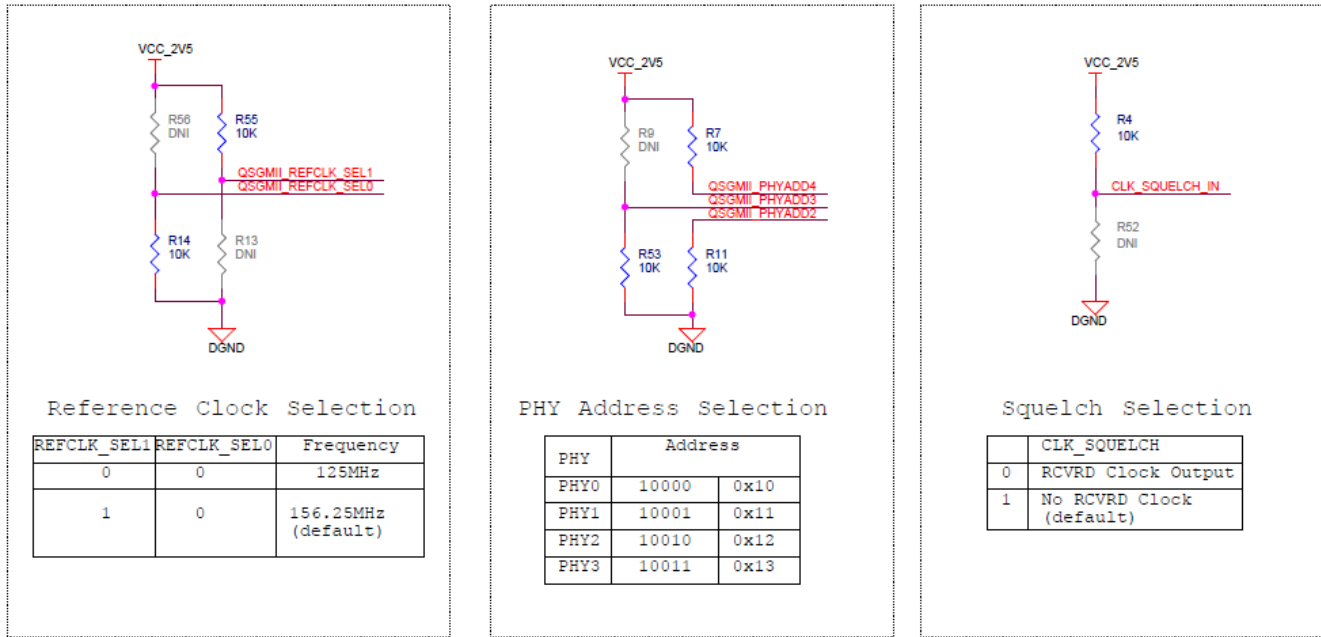 VCC_2V5
R56
DNI
R55
10K
QSGMII_REFCLK_SEL1
QSGMII_REFCLK_SEL0
R14
10K
R13
DNI
DGND
Reference Clock Selection
REFCLK_SEL1 REFCLK_SEL0 Frequency
0 0 125MHz
1 0 156.25MHz
(default)
VCC_2V5
R9
DNI
R7
10K
QSGMII_PHYADD4
QSGMII_PHYADD3
QSGMII_PHYADD2
R53
10K
R11
10K
DGND
PHY Address Selection
PHY Address
PHY0 10000 0x10
PHY1 10001 0x11
PHY2 10010 0x12
PHY3 10011 0x13
VCC_2V5
R4
10K
CLK_SQUELCH_IN
R52
DNI
DGND
Squelch Selection
CLK_SQUELCH
0 RCVRD Clock Output
1 No RCVRD Clock
(default)